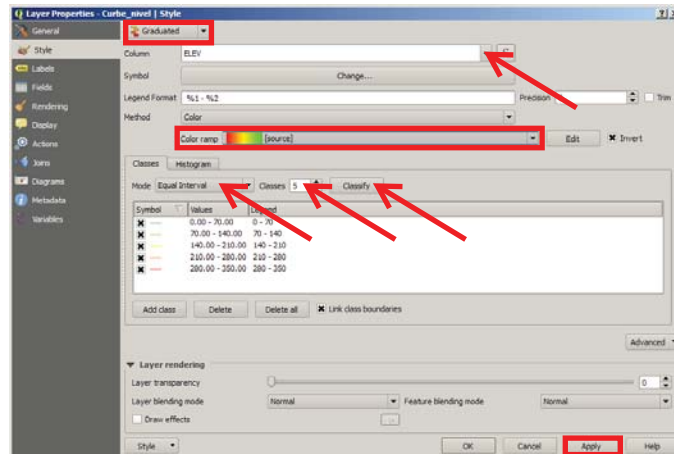 Layer Properties - Curbe_nivel | Style
General
Style
Labels
Fields
Rendering
Display
Actions
Joins
Diagrams
Metadata
Variables
Graduated
Column ELEV
Symbol Change...
Legend Format %1 - %2 Precision Trim
Method Color
Color ramp [source] Edit Invert
Classes Histogram
Mode Equal Interval Classes 5 Classify
Symbol Values Legend
0.00 - 70.00 0 - 70
70.00 - 140.00 70 - 140
140.00 - 210.00 140 - 210
210.00 - 280.00 210 - 280
280.00 - 350.00 280 - 350
Add class Delete Delete all Link class boundaries
Advanced
Layer rendering
Layer transparency 0
Layer blending mode Normal Feature blending mode Normal
Draw effects
Style OK Cancel Apply Help